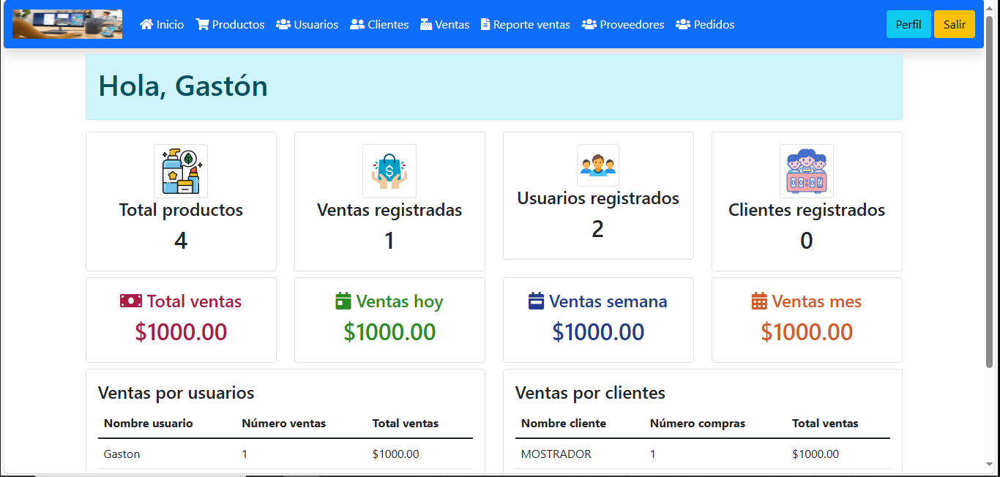 Inicio Productos Usuarios Clientes Ventas Reporte ventas Proveedores Pedidos Perfil Salir
Hola, Gastón
Total productos
4
Ventas registradas
1
Usuarios registrados
2
Clientes registrados
00:07
0
Total ventas
$1000.00
Ventas hoy
$1000.00
Ventas semana
$1000.00
Ventas mes
$1000.00
Ventas por usuarios
Nombre usuario Número ventas Total ventas
Gaston 1 $1000.00
Ventas por clientes
Nombre cliente Número compras Total ventas
MOSTRADOR 1 $1000.00